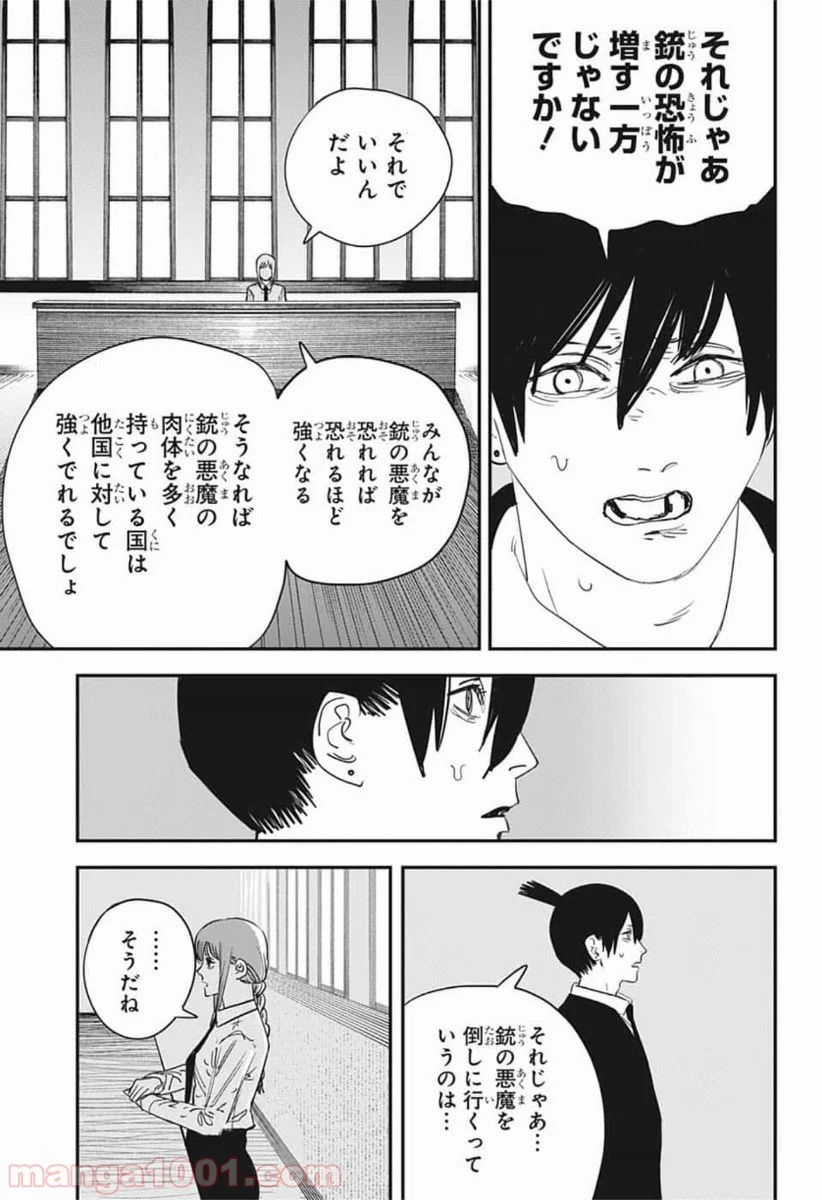 それじゃあ
銃の恐怖が
増す一方
じゃない
ですか！
それで
いいん
だよ
みんなが
銃の悪魔を
恐れれば
恐れるほど
強くなる
そうなれば
銃の悪魔の
肉体を多く
持っている国は
他国に対して
強くでれるでしょ
それじゃあ…
銃の悪魔を
倒しに行くって
いうのは…
……
そうだね
manga1001.com